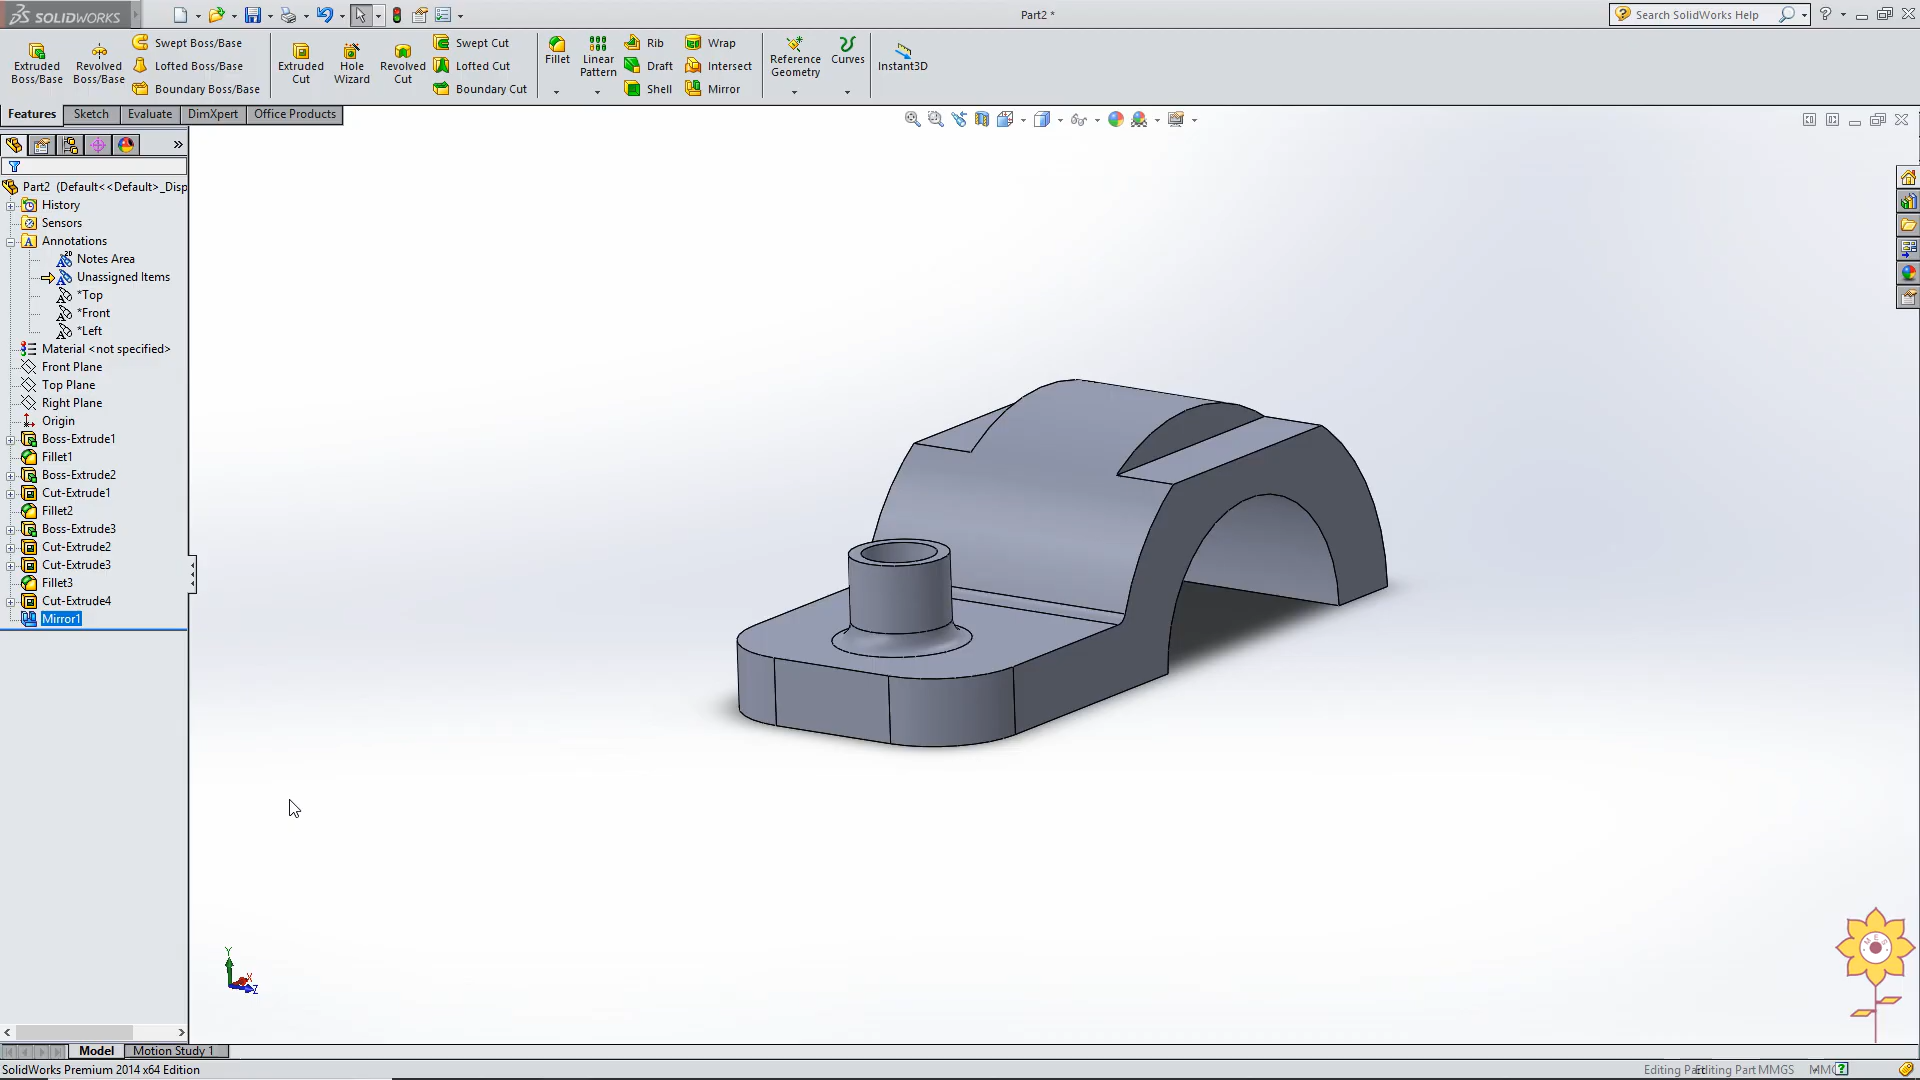 SOLIDWORKS
Part2 *
Search SolidWorks Help
Extruded Boss/Base
Revolved Boss/Base
Swept Boss/Base
Lofted Boss/Base
Boundary Boss/Base
Extruded Cut
Hole Wizard
Revolved Cut
Swept Cut
Lofted Cut
Boundary Cut
Fillet
Linear Pattern
Rib
Draft
Shell
Wrap
Intersect
Mirror
Reference Geometry
Curves
Instant3D
Features
Sketch
Evaluate
DimXpert
Office Products
Part2 (Default<<Default>_Disp
History
Sensors
Annotations
Notes Area
Unassigned Items
*Top
*Front
*Left
Material <not specified>
Front Plane
Top Plane
Right Plane
Origin
Boss-Extrude1
Fillet1
Boss-Extrude2
Cut-Extrude1
Fillet2
Boss-Extrude3
Cut-Extrude2
Cut-Extrude3
Fillet3
Cut-Extrude4
Mirror1
Y
X
Z
Model
Motion Study 1
SolidWorks Premium 2014 x64 Edition
Editing Part
MMGS